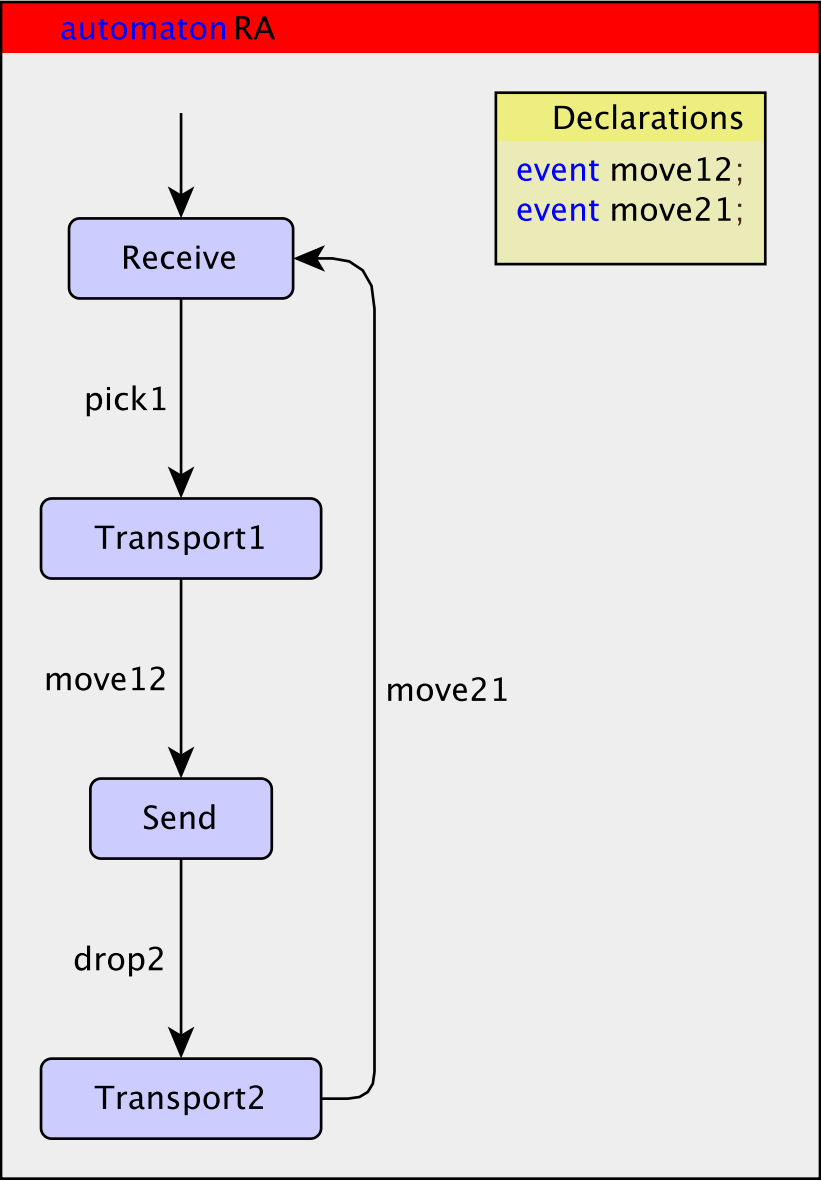 automaton RA
Declarations
event move12;
event move21;
Receive
pick1
Transport1
move12
move21
Send
drop2
Transport2